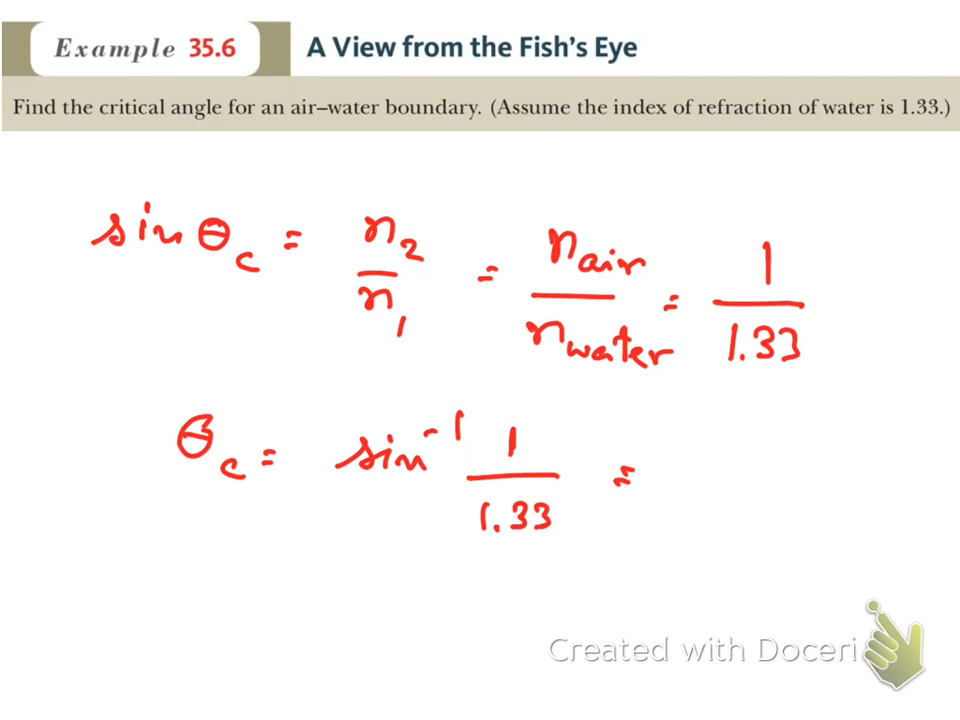 Example 35.6 A View from the Fish's Eye
Find the critical angle for an air–water boundary. (Assume the index of refraction of water is 1.33.)
sin θc = n2/n1 = nair/nwater = 1/1.33
θc = sin⁻¹ 1/1.33 =
Created with Doceri